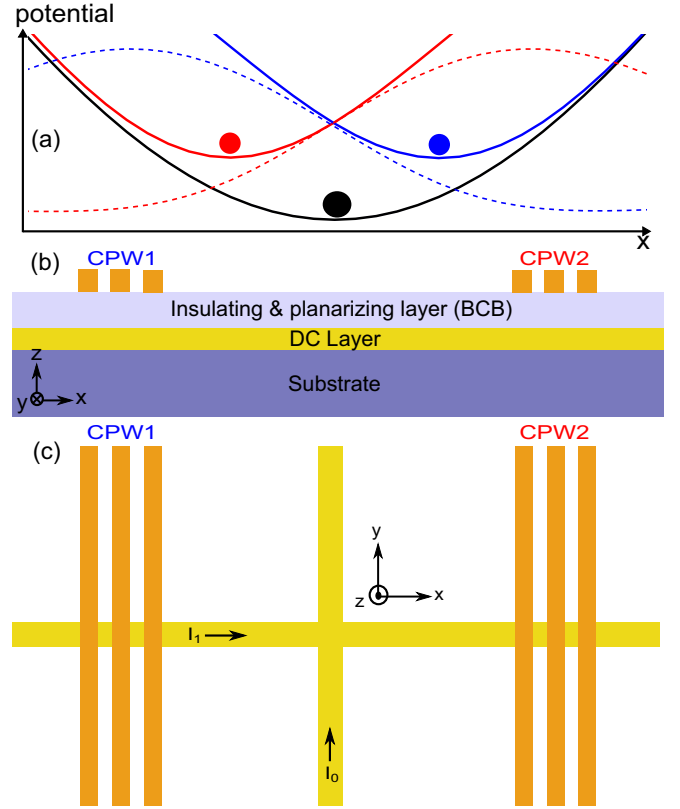 potential
(a)
x
(b)
CPW1
CPW2
Insulating & planarizing layer (BCB)
DC Layer
Substrate
z
y
x
CPW1
CPW2
(c)
y
z
x
I₁
I₀